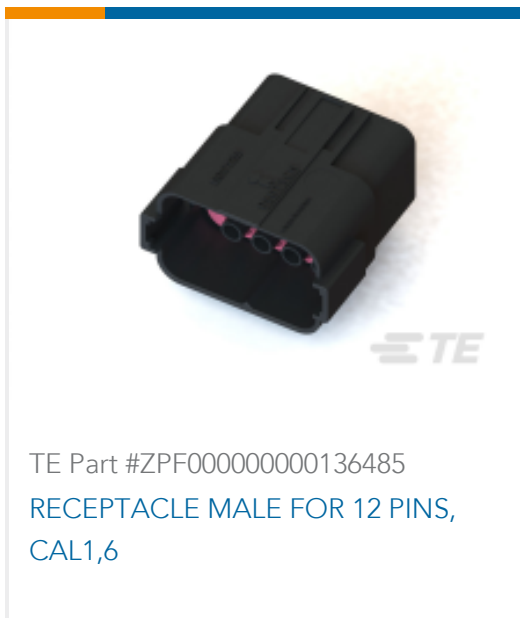 TE
TE Part #ZPF000000000136485
RECEPTACLE MALE FOR 12 PINS,
CAL1,6